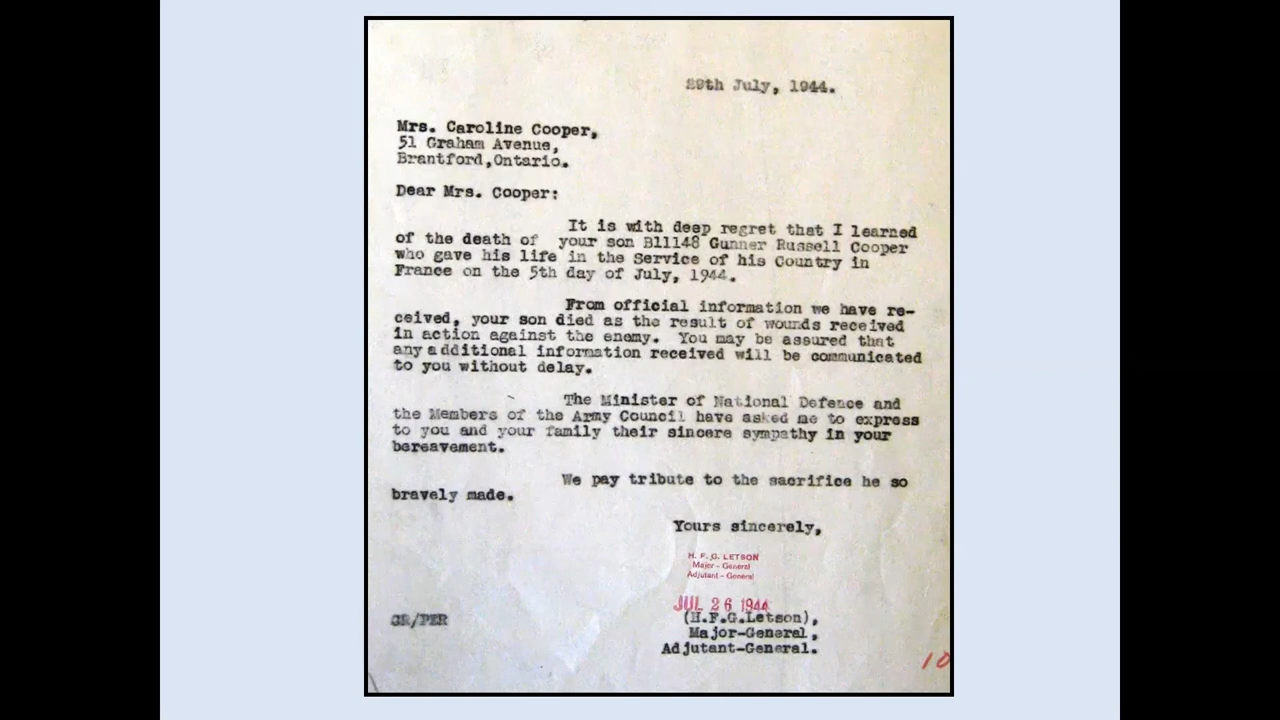 July, 1944.
Mrs. Caroline Cooper,
51 Graham Avenue,
Brantford,Ontario.
Dear Mrs. Cooper:
It is with deep regret that I learned
of the death of your son B11148 Gunner Russell Cooper
who gave his life in the Service of his Country in
France on the 5th day of July, 1944.
From official information we have re-
ceived, your son died as the result of wounds received
in action against the enemy. You may be assured that
any additional information received will be communicated
to you without delay.
The Minister of National Defence and
the Members of the Army Council have asked me to express
to you and your family their sincere sympathy in your
bereavement.
We pay tribute to the sacrifice he so
bravely made.
Yours sincerely,
H. F. G. LETSON
Major - General
Adjutant - General
JUL 26 1944
(H.F.G.Letson),
Major-General,
Adjutant-General.
10